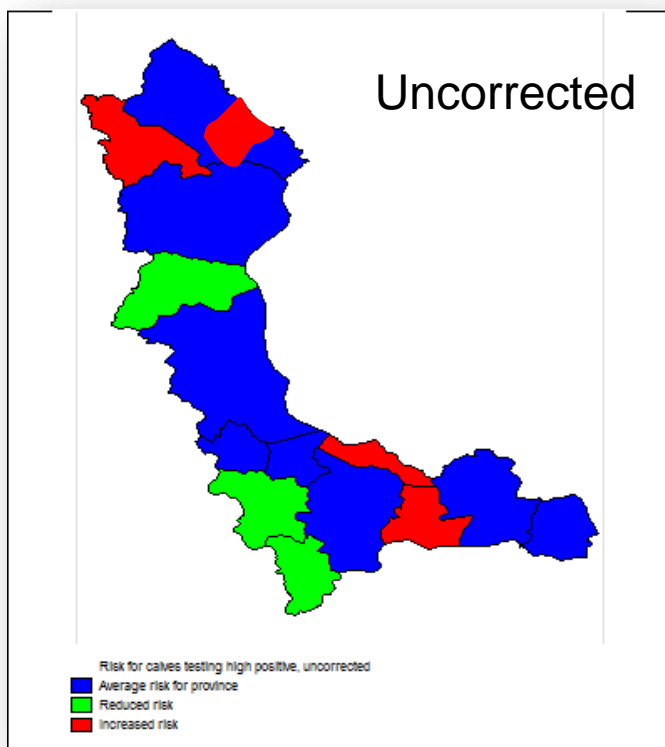 Uncorrected
Risk for calves testing high positive, uncorrected
Average risk for province
Reduced risk
Increased risk